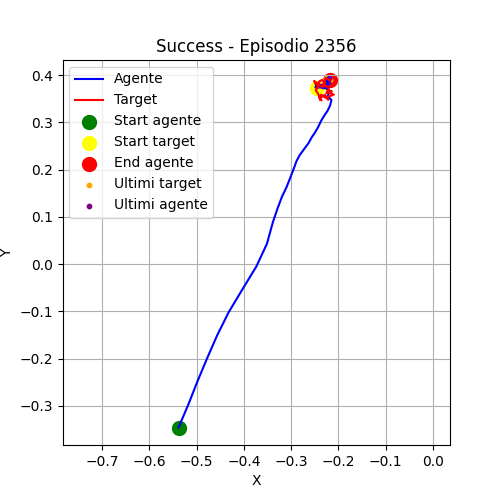 Success - Episodio 2356
Agente
Target
Start agente
Start target
End agente
Ultimi target
Ultimi agente
0.4
0.3
0.2
0.1
0.0
−0.1
−0.2
−0.3
Y
−0.7
−0.6
−0.5
−0.4
−0.3
−0.2
−0.1
0.0
X